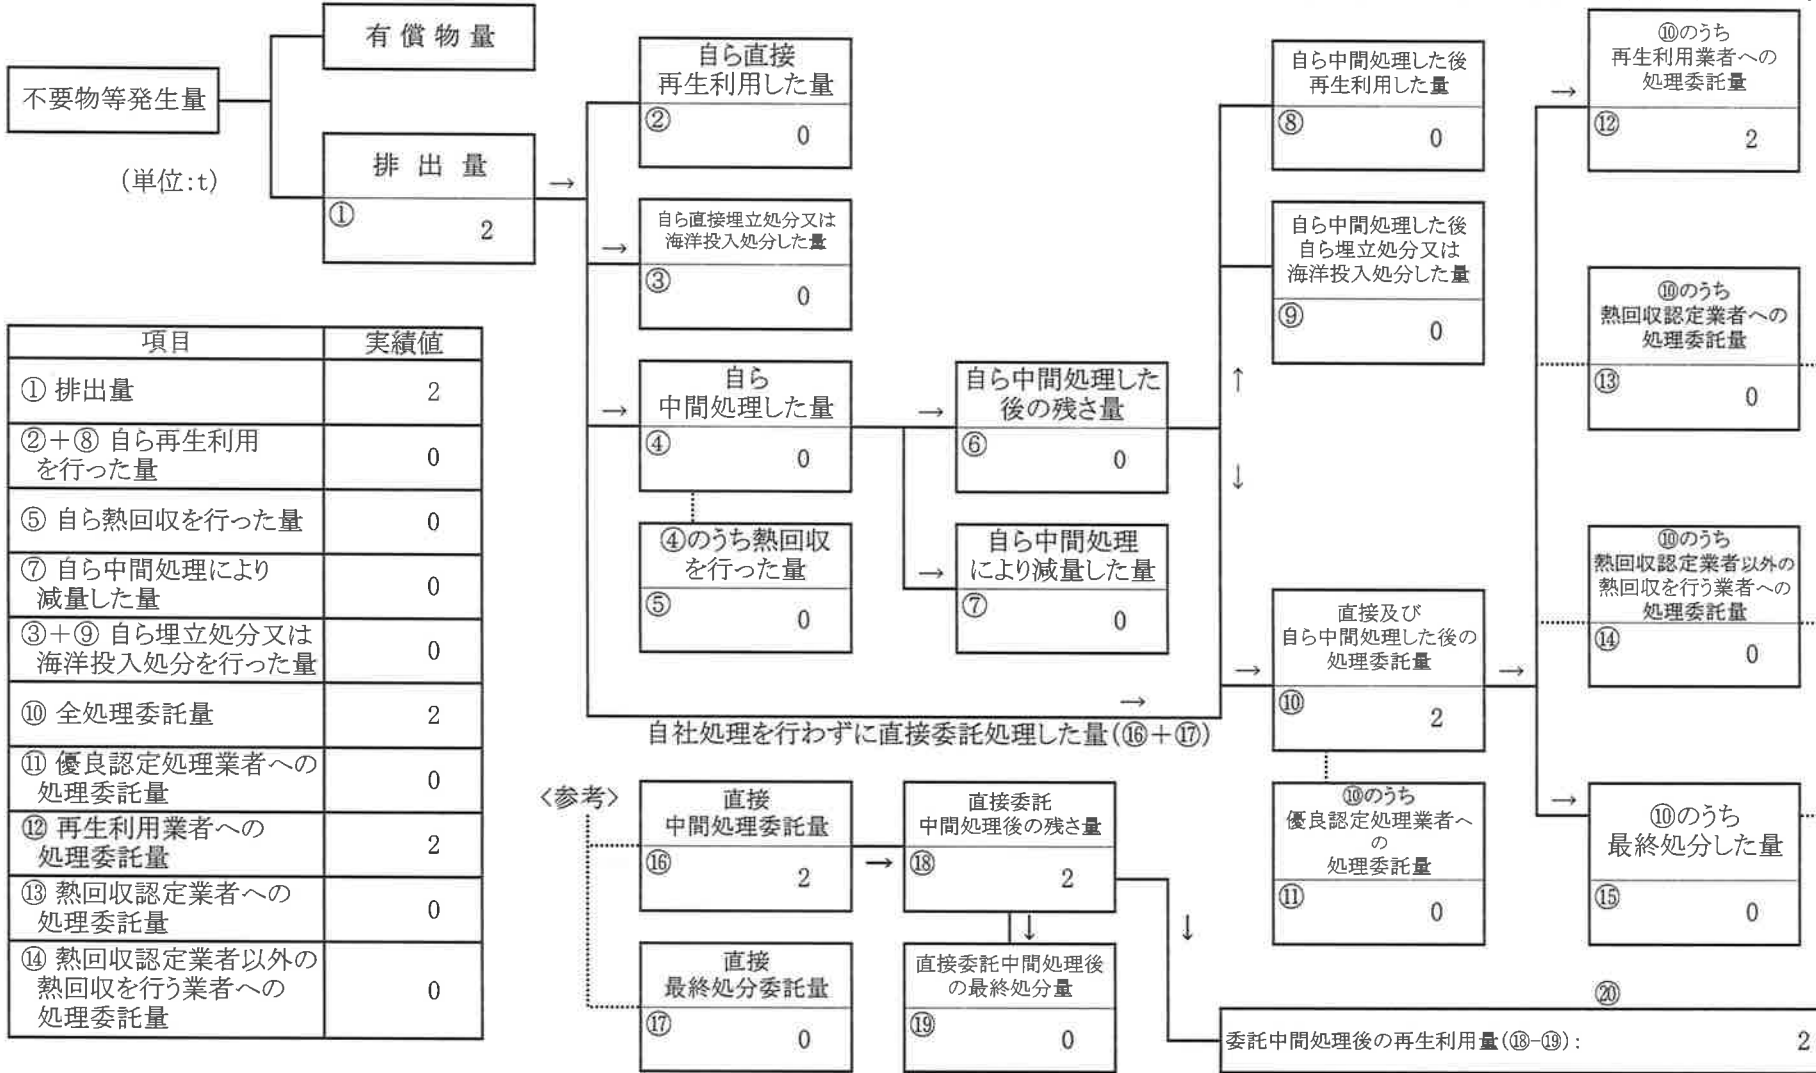 有 償 物 量
不要物等発生量
(単位:t)
排 出 量
①
2
→
自ら直接
再生利用した量
②
0
→
自ら直接埋立処分又は
海洋投入処分した量
③
0
→
自ら
中間処理した量
④
0
④のうち熱回収
を行った量
⑤
0
→
自ら中間処理した
後の残さ量
⑥
0
→
自ら中間処理
により減量した量
⑦
0
自ら中間処理した後
再生利用した量
⑧
0
自ら中間処理した後
自ら埋立処分又は
海洋投入処分した量
⑨
0
↑
↓
→
自社処理を行わずに直接委託処理した量(⑯+⑰)
→
直接及び
自ら中間処理した後の
処理委託量
⑩
2
→
⑩のうち
優良認定処理業者へ
の
処理委託量
⑪
0
→
⑩のうち
再生利用業者への
処理委託量
⑫
2
⑩のうち
熱回収認定業者への
処理委託量
⑬
0
⑩のうち
熱回収認定業者以外の
熱回収を行う業者への
処理委託量
⑭
0
→
⑩のうち
最終処分した量
⑮
0
項目 実績値
① 排出量 2
②+⑧ 自ら再生利用
を行った量 0
⑤ 自ら熱回収を行った量 0
⑦ 自ら中間処理により
減量した量 0
③+⑨ 自ら埋立処分又は
海洋投入処分を行った量 0
⑩ 全処理委託量 2
⑪ 優良認定処理業者への
処理委託量 0
⑫ 再生利用業者への
処理委託量 2
⑬ 熱回収認定業者への
処理委託量 0
⑭ 熱回収認定業者以外の
熱回収を行う業者への
処理委託量 0
<参考>
直接
中間処理委託量
⑯
2
→
直接委託
中間処理後の残さ量
⑱
2
↓
↓
直接
最終処分委託量
⑰
0
直接委託中間処理後
の最終処分量
⑲
0
⑳
委託中間処理後の再生利用量(⑱-⑲): 2